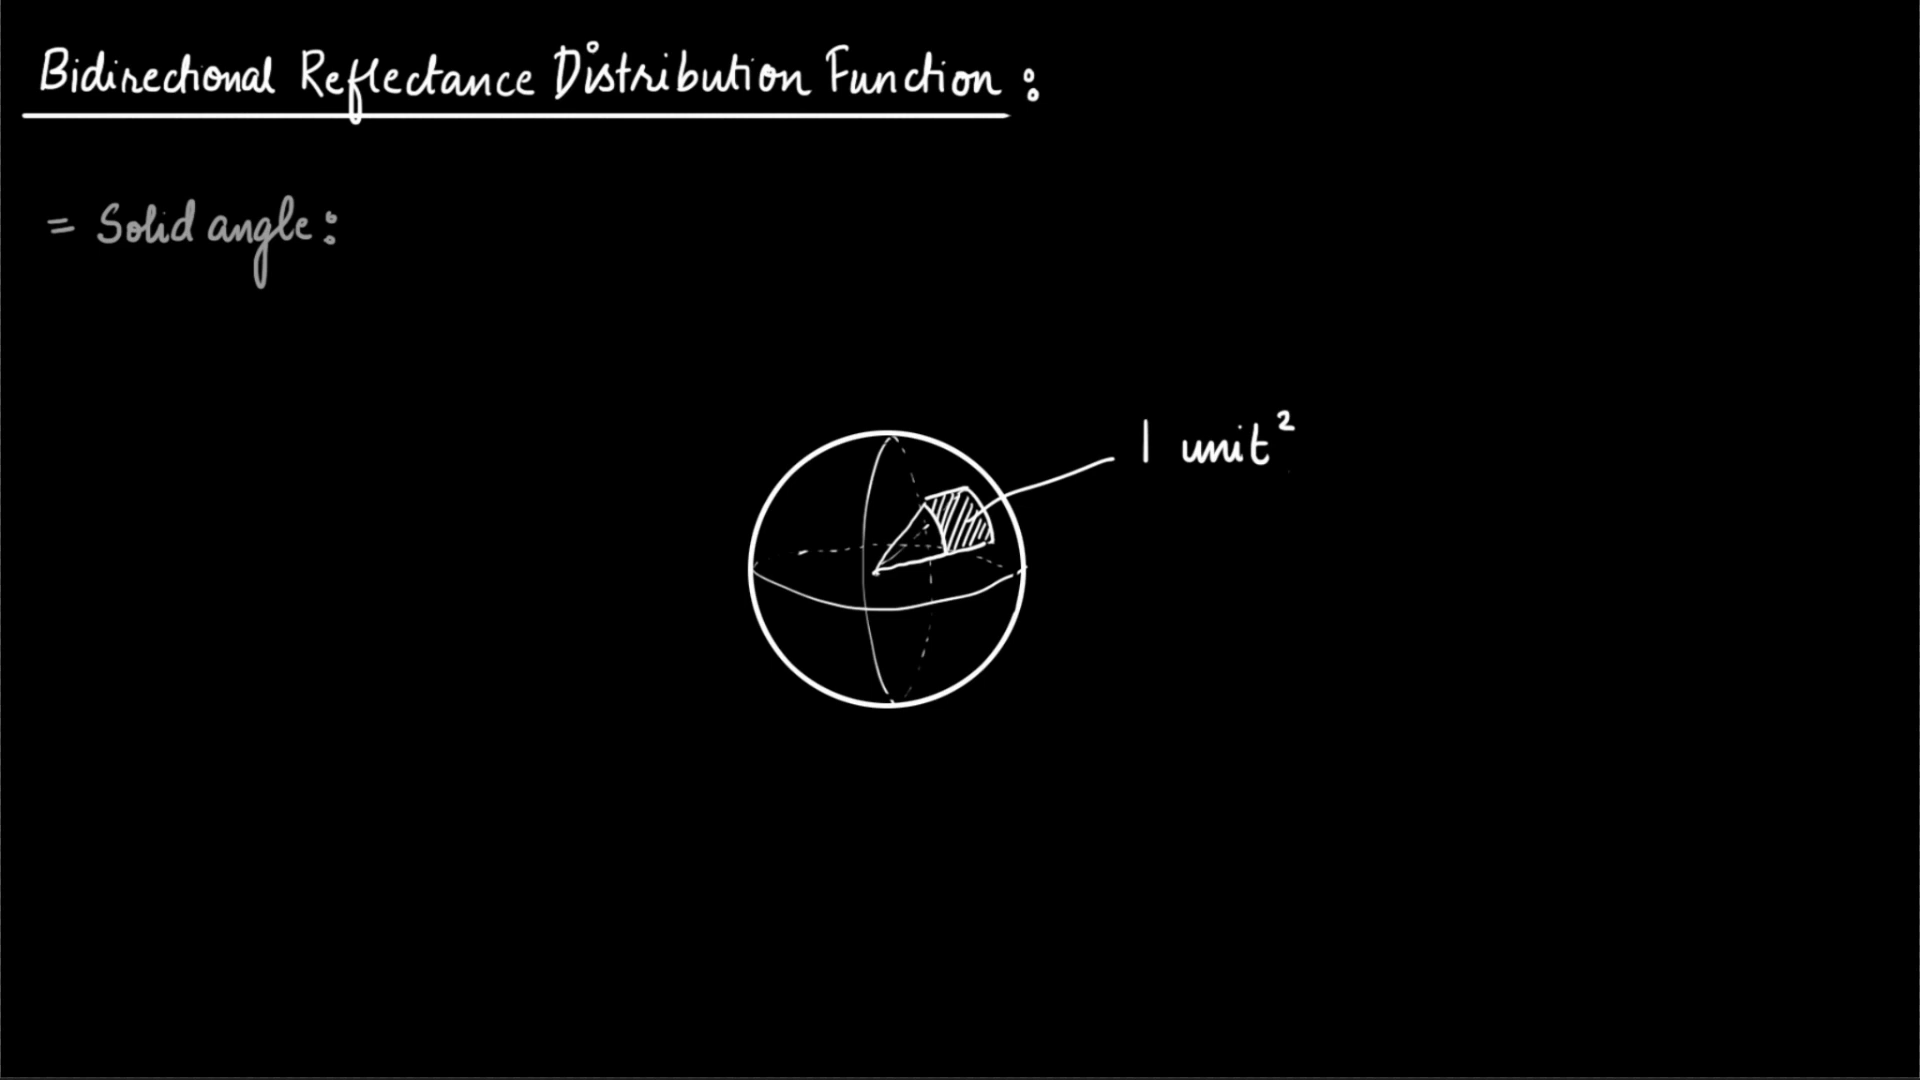 Bidirectional Reflectance Distribution Function :
= Solid angle :
1 unit²